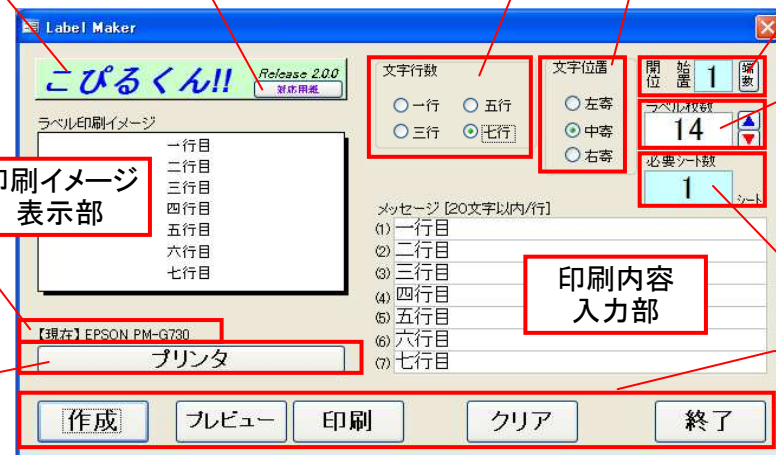 Label Maker
こぴるくん!!
Release 2.0.0
対応用紙
ラベル印刷イメージ
一行目
二行目
三行目
四行目
五行目
六行目
七行目
印刷イメージ
表示部
【現在】EPSON PM-G730
プリンタ
文字行数
一行
五行
三行
七行
文字位置
左寄
中寄
右寄
開始
位置
1
端数
ラベル枚数
14
必要シート数
1
シート
メッセージ [20文字以内/行]
(1) 一行目
(2) 二行目
(3) 三行目
(4) 四行目
(5) 五行目
(6) 六行目
(7) 七行目
印刷内容
入力部
作成
プレビュー
印刷
クリア
終了